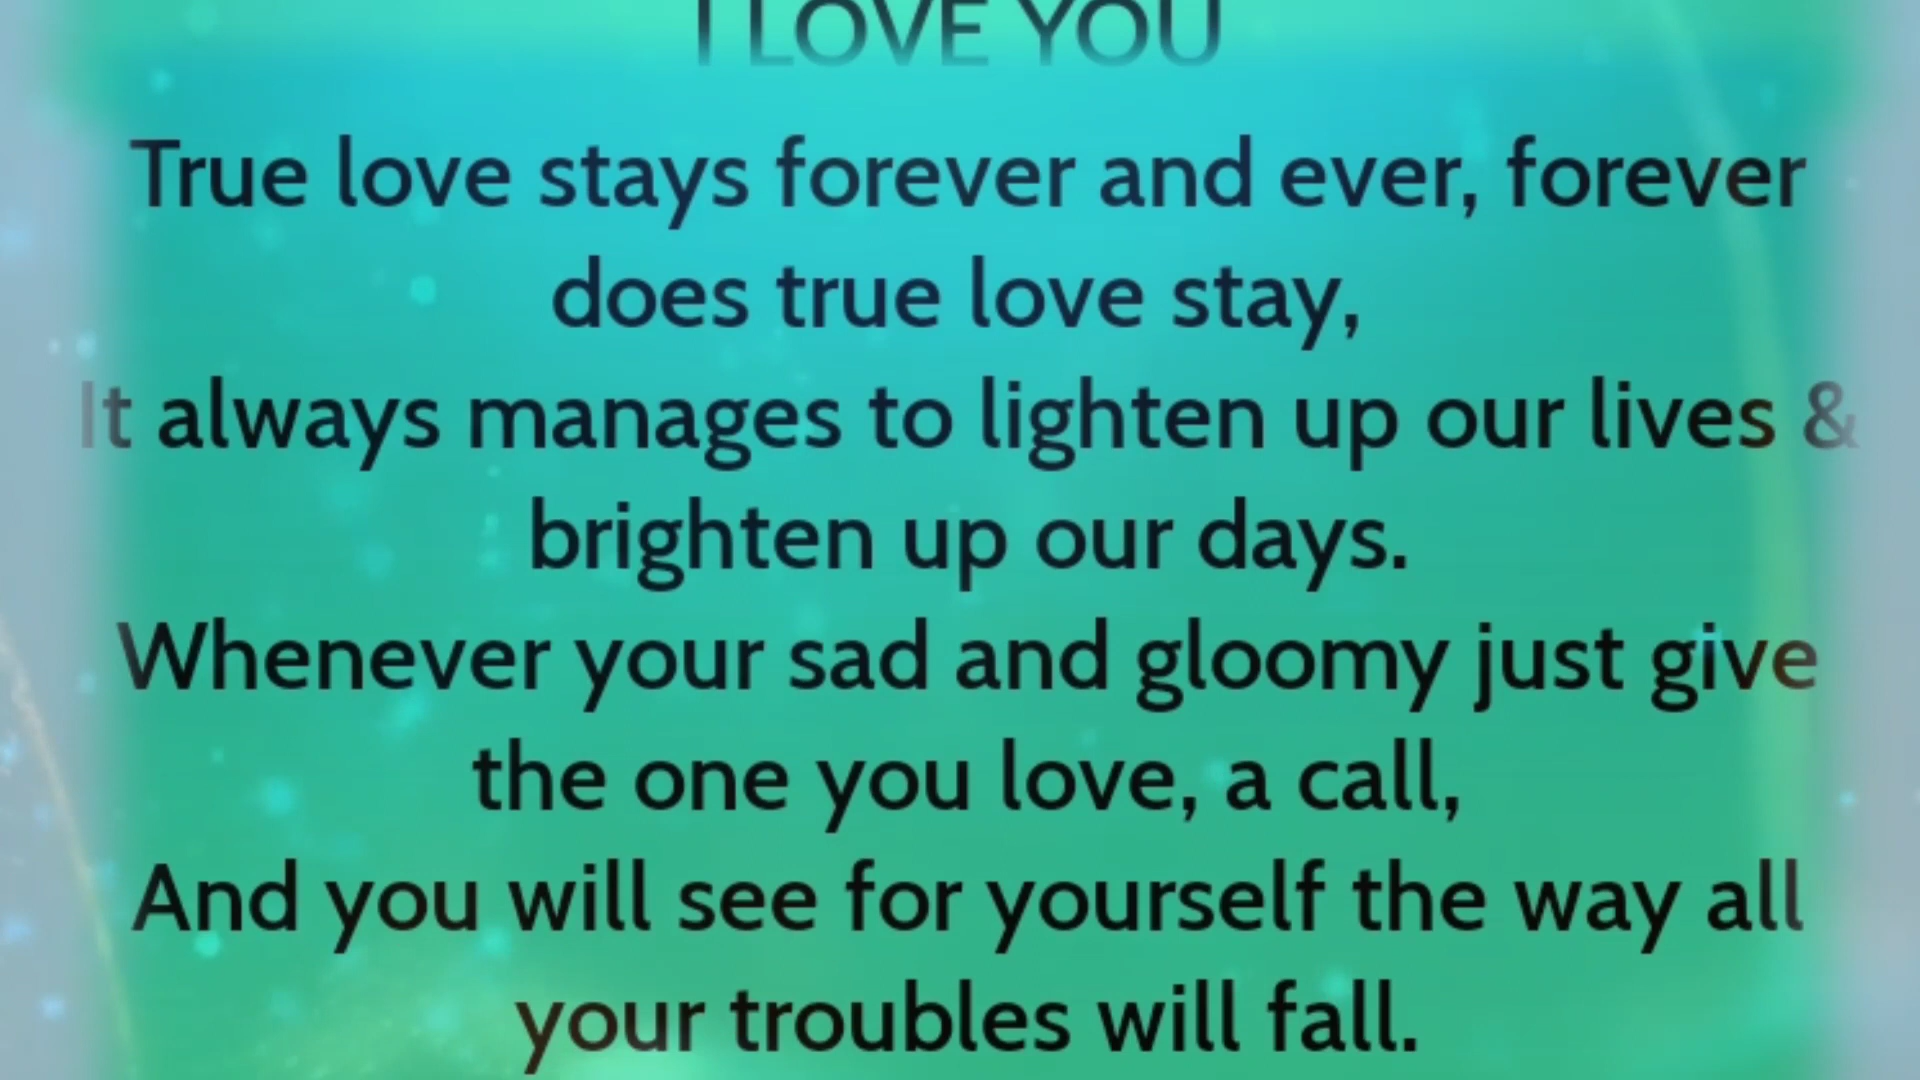 I LOVE YOU
True love stays forever and ever, forever
does true love stay,
It always manages to lighten up our lives &
brighten up our days.
Whenever your sad and gloomy just give
the one you love, a call,
And you will see for yourself the way all
your troubles will fall.